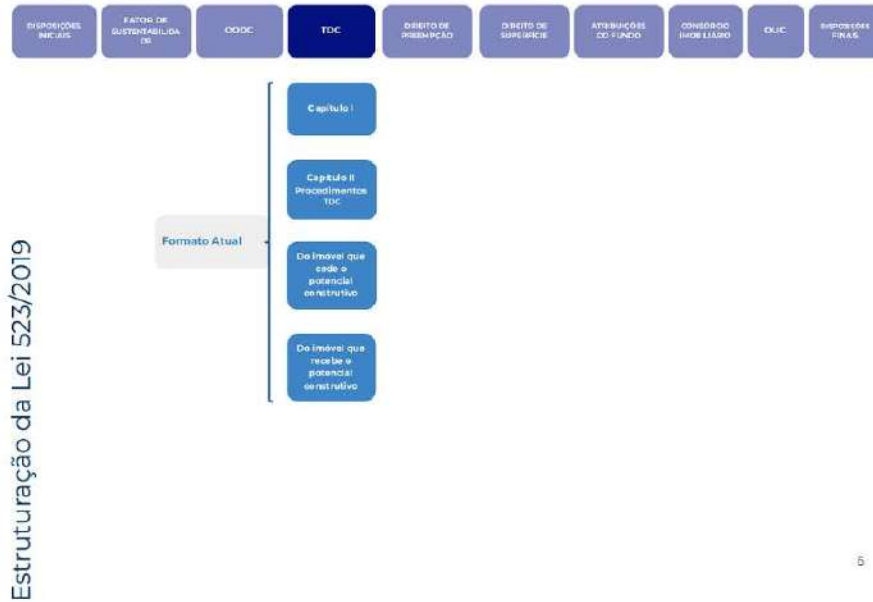 DISPOSIÇÕES
INICIAIS
FATOR DE
SUSTENTABILIDA
DE
OODC
TDC
DIREITO DE
PREEMPÇÃO
DIREITO DE
SUPERFÍCIE
ATRIBUIÇÕES
DO FUNDO
CONSÓRCIO
IMOBILIÁRIO
OUC
DISPOSIÇÕES
FINAIS
Capítulo I
Capítulo II
Procedimentos
TDC
Formato Atual
Do imóvel que
cede o
potencial
construtivo
Do imóvel que
recebe o
potencial
construtivo
Estruturação da Lei 523/2019